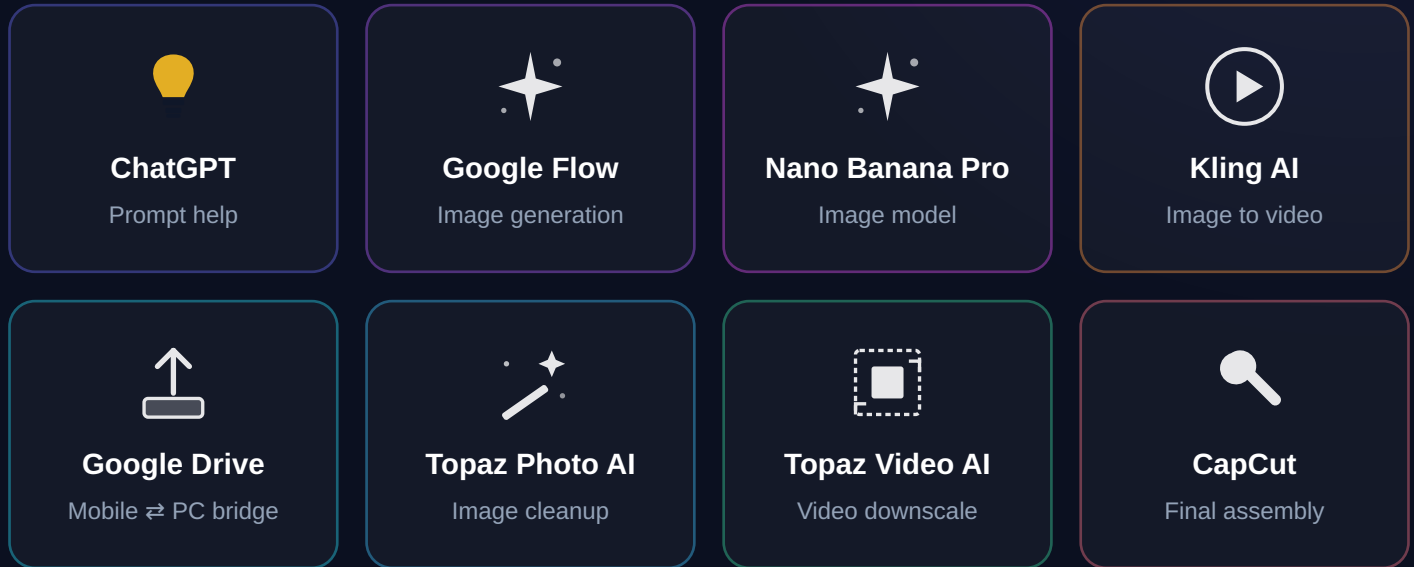 ChatGPT
Prompt help
Google Flow
Image generation
Nano Banana Pro
Image model
Kling AI
Image to video
Google Drive
Mobile ⇄ PC bridge
Topaz Photo AI
Image cleanup
Topaz Video AI
Video downscale
CapCut
Final assembly